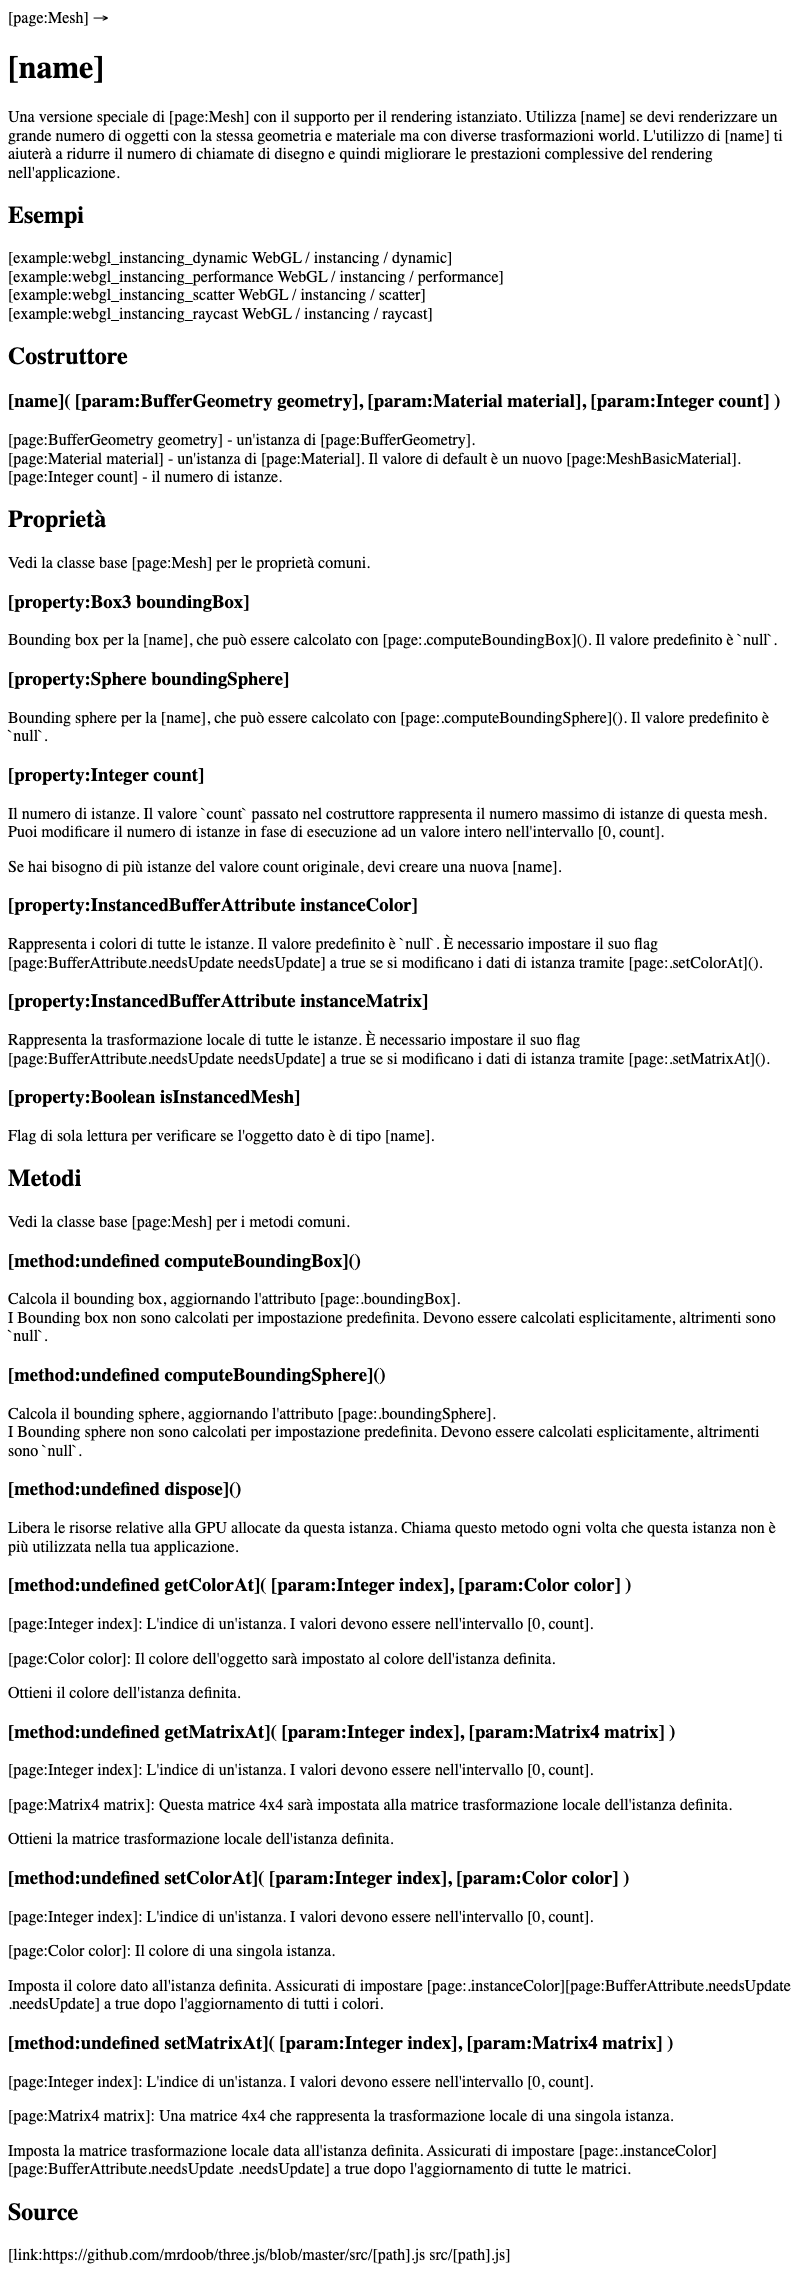 [page:Mesh] →
[name]
Una versione speciale di [page:Mesh] con il supporto per il rendering istanziato. Utilizza [name] se devi renderizzare un
grande numero di oggetti con la stessa geometria e materiale ma con diverse trasformazioni world. L'utilizzo di [name] ti
aiuterà a ridurre il numero di chiamate di disegno e quindi migliorare le prestazioni complessive del rendering
nell'applicazione.
Esempi
[example:webgl_instancing_dynamic WebGL / instancing / dynamic]
[example:webgl_instancing_performance WebGL / instancing / performance]
[example:webgl_instancing_scatter WebGL / instancing / scatter]
[example:webgl_instancing_raycast WebGL / instancing / raycast]
Costruttore
[name]( [param:BufferGeometry geometry], [param:Material material], [param:Integer count] )
[page:BufferGeometry geometry] - un'istanza di [page:BufferGeometry].
[page:Material material] - un'istanza di [page:Material]. Il valore di default è un nuovo [page:MeshBasicMaterial].
[page:Integer count] - il numero di istanze.
Proprietà
Vedi la classe base [page:Mesh] per le proprietà comuni.
[property:Box3 boundingBox]
Bounding box per la [name], che può essere calcolato con [page:.computeBoundingBox](). Il valore predefinito è `null`.
[property:Sphere boundingSphere]
Bounding sphere per la [name], che può essere calcolato con [page:.computeBoundingSphere](). Il valore predefinito è
`null`.
[property:Integer count]
Il numero di istanze. Il valore `count` passato nel costruttore rappresenta il numero massimo di istanze di questa mesh.
Puoi modificare il numero di istanze in fase di esecuzione ad un valore intero nell'intervallo [0, count].
Se hai bisogno di più istanze del valore count originale, devi creare una nuova [name].
[property:InstancedBufferAttribute instanceColor]
Rappresenta i colori di tutte le istanze. Il valore predefinito è `null`. È necessario impostare il suo flag
[page:BufferAttribute.needsUpdate needsUpdate] a true se si modificano i dati di istanza tramite [page:.setColorAt]().
[property:InstancedBufferAttribute instanceMatrix]
Rappresenta la trasformazione locale di tutte le istanze. È necessario impostare il suo flag
[page:BufferAttribute.needsUpdate needsUpdate] a true se si modificano i dati di istanza tramite [page:.setMatrixAt]().
[property:Boolean isInstancedMesh]
Flag di sola lettura per verificare se l'oggetto dato è di tipo [name].
Metodi
Vedi la classe base [page:Mesh] per i metodi comuni.
[method:undefined computeBoundingBox]()
Calcola il bounding box, aggiornando l'attributo [page:.boundingBox].
I Bounding box non sono calcolati per impostazione predefinita. Devono essere calcolati esplicitamente, altrimenti sono
`null`.
[method:undefined computeBoundingSphere]()
Calcola il bounding sphere, aggiornando l'attributo [page:.boundingSphere].
I Bounding sphere non sono calcolati per impostazione predefinita. Devono essere calcolati esplicitamente, altrimenti
sono `null`.
[method:undefined dispose]()
Libera le risorse relative alla GPU allocate da questa istanza. Chiama questo metodo ogni volta che questa istanza non è
più utilizzata nella tua applicazione.
[method:undefined getColorAt]( [param:Integer index], [param:Color color] )
[page:Integer index]: L'indice di un'istanza. I valori devono essere nell'intervallo [0, count].
[page:Color color]: Il colore dell'oggetto sarà impostato al colore dell'istanza definita.
Ottieni il colore dell'istanza definita.
[method:undefined getMatrixAt]( [param:Integer index], [param:Matrix4 matrix] )
[page:Integer index]: L'indice di un'istanza. I valori devono essere nell'intervallo [0, count].
[page:Matrix4 matrix]: Questa matrice 4x4 sarà impostata alla matrice trasformazione locale dell'istanza definita.
Ottieni la matrice trasformazione locale dell'istanza definita.
[method:undefined setColorAt]( [param:Integer index], [param:Color color] )
[page:Integer index]: L'indice di un'istanza. I valori devono essere nell'intervallo [0, count].
[page:Color color]: Il colore di una singola istanza.
Imposta il colore dato all'istanza definita. Assicurati di impostare [page:.instanceColor][page:BufferAttribute.needsUpdate
.needsUpdate] a true dopo l'aggiornamento di tutti i colori.
[method:undefined setMatrixAt]( [param:Integer index], [param:Matrix4 matrix] )
[page:Integer index]: L'indice di un'istanza. I valori devono essere nell'intervallo [0, count].
[page:Matrix4 matrix]: Una matrice 4x4 che rappresenta la trasformazione locale di una singola istanza.
Imposta la matrice trasformazione locale data all'istanza definita. Assicurati di impostare [page:.instanceColor]
[page:BufferAttribute.needsUpdate .needsUpdate] a true dopo l'aggiornamento di tutte le matrici.
Source
[link:https://github.com/mrdoob/three.js/blob/master/src/[path].js src/[path].js]